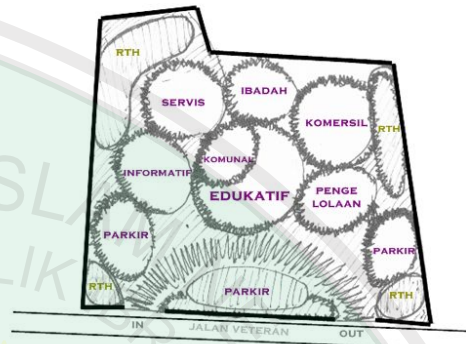 RTH
SERVIS
IBADAH
KOMERSIL
RTH
INFORMATIF
KOMUNAL
EDUKATIF
PENGE
LOLAAN
PARKIR
PARKIR
RTH
PARKIR
RTH
IN
JALAN VETERAN
OUT